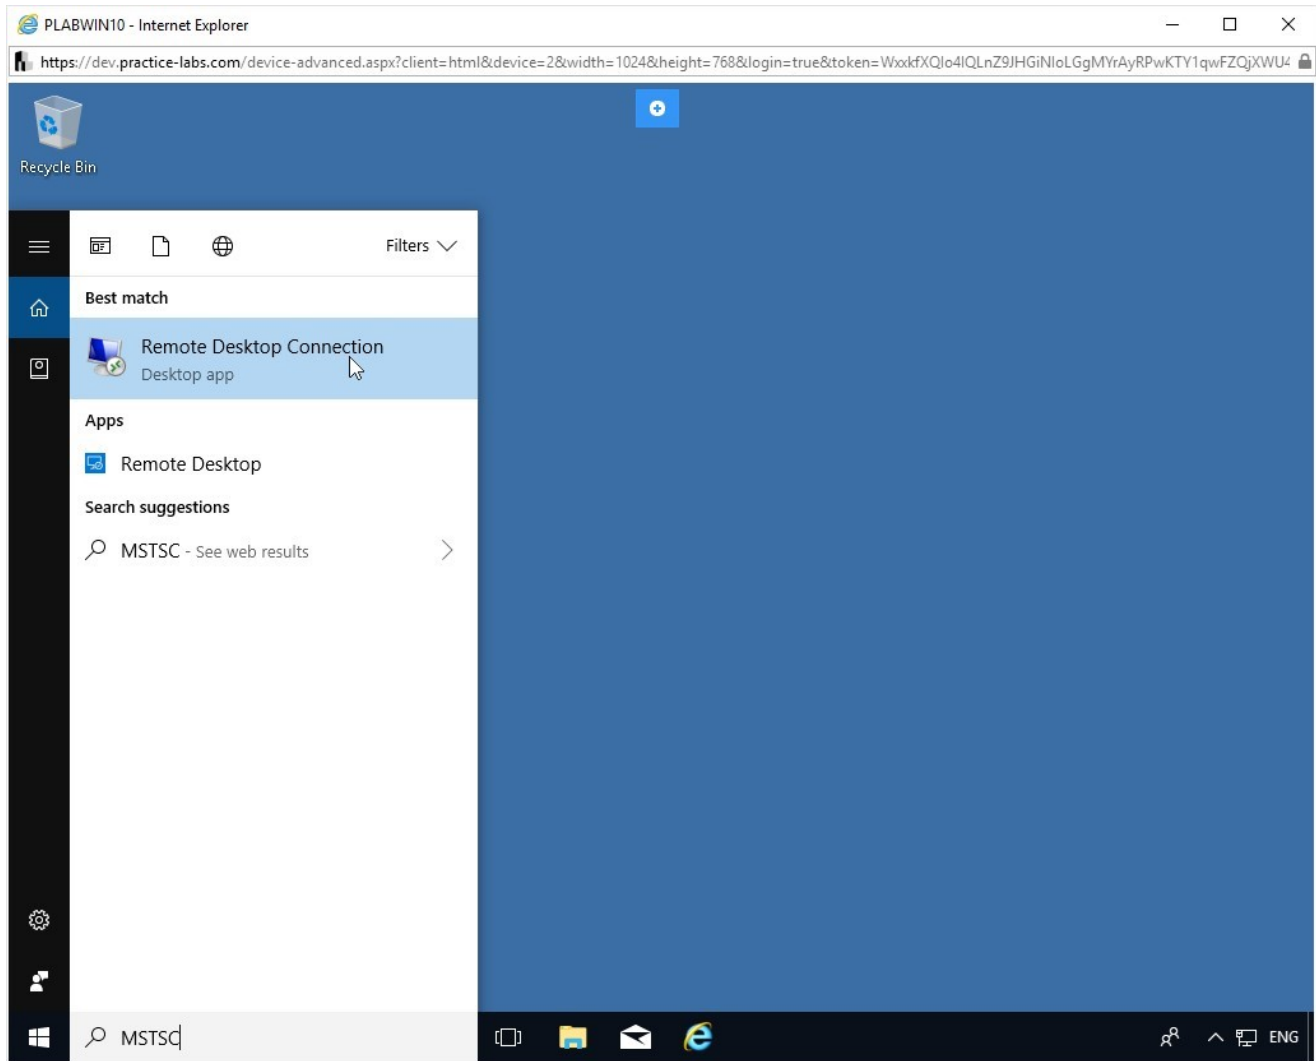 PLABWIN10 - Internet Explorer
https://dev.practice-labs.com/device-advanced.aspx?client=html&device=2&width=1024&height=768&login=true&token=
Recycle Bin
Filters
Best match
Remote Desktop Connection
Desktop app
Apps
Remote Desktop
Search suggestions
MSTSC - See web results
MSTSC
ENG